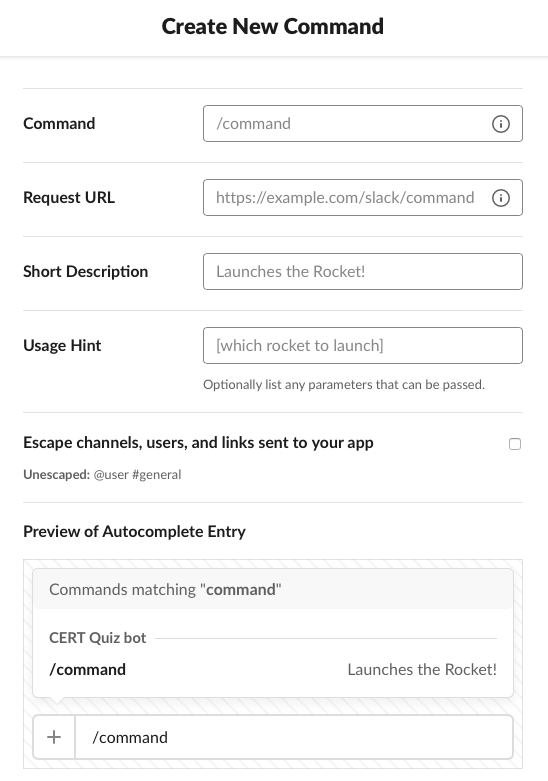 Create New Command
Command
/command
Request URL
https://example.com/slack/command
Short Description
Launches the Rocket!
Usage Hint
[which rocket to launch]
Optionally list any parameters that can be passed.
Escape channels, users, and links sent to your app
Unescaped: @user #general
Preview of Autocomplete Entry
Commands matching "command"
CERT Quiz bot
/command Launches the Rocket!
+ /command